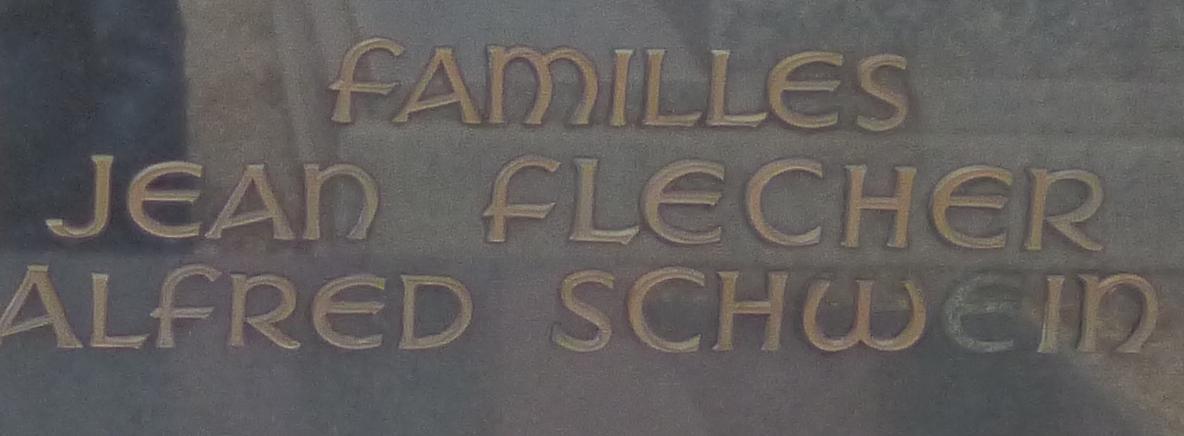 FAMILLES
JEAN FLECHER
ALFRED SCHWEIN